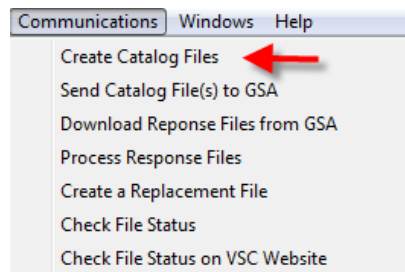 Communications Windows Help
Create Catalog Files
Send Catalog File(s) to GSA
Download Reponse Files from GSA
Process Response Files
Create a Replacement File
Check File Status
Check File Status on VSC Website